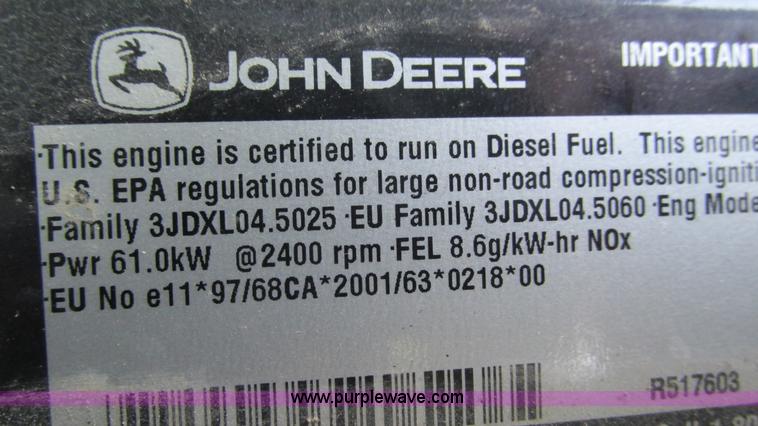 JOHN DEERE
IMPORTANT
·This engine is certified to run on Diesel Fuel. This engine
U.S. EPA regulations for large non-road compression-igniti
·Family 3JDXL04.5025 ·EU Family 3JDXL04.5060 ·Eng Mode
·Pwr 61.0kW @2400 rpm ·FEL 8.6g/kW-hr NOx
·EU No e11*97/68CA*2001/63*0218*00
R517603
www.purplewave.com